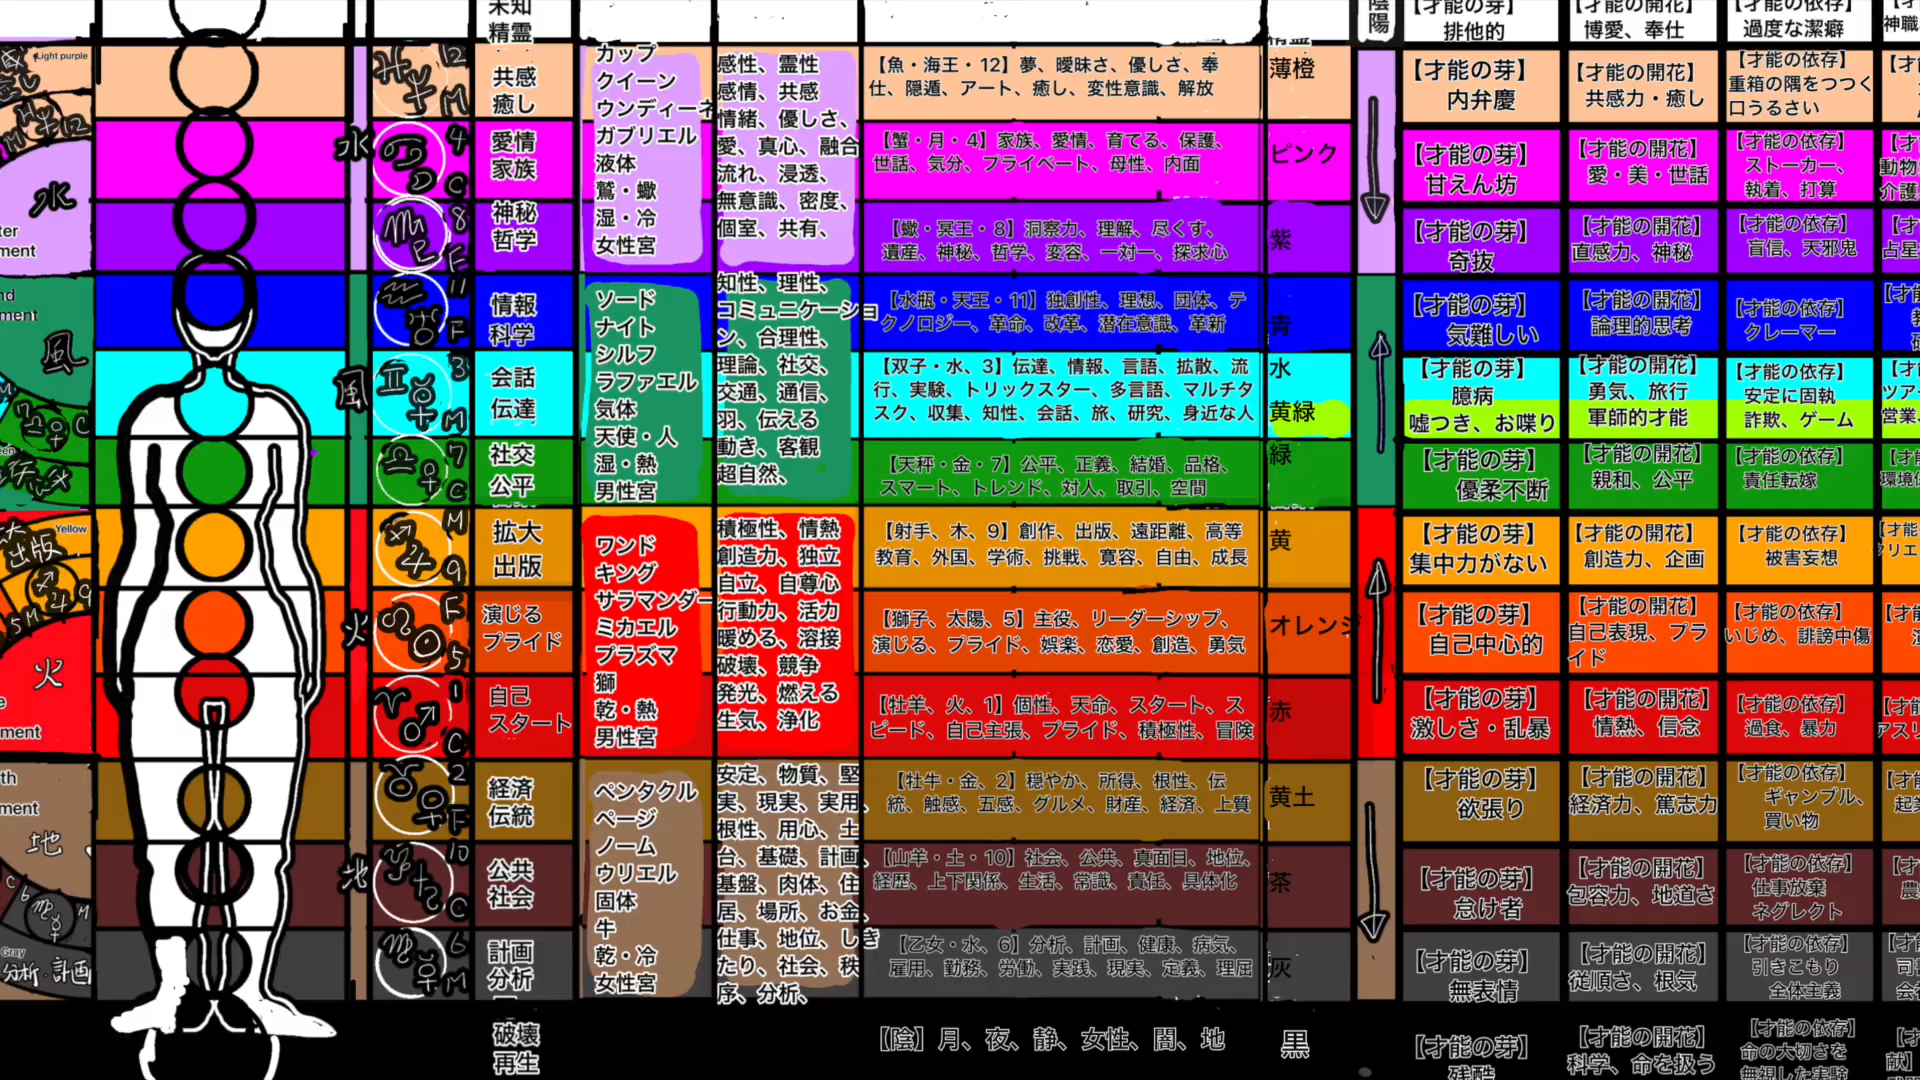 未知
精霊
陰
陽
【才能の芽】
排他的
【才能の開花】
博愛、奉仕
【才能の依存】
過度な潔癖
神職
Light purple
共感
癒し
カップ
クイーン
ウンディーネ
ガブリエル
液体
鷲・蠍
湿・冷
女性宮
感性、霊性
感情、共感
情緒、優しさ、
愛、真心、融合
流れ、浸透、
無意識、密度、
個室、共有、
【魚・海王・12】夢、曖昧さ、優しさ、奉
仕、隠遁、アート、癒し、変性意識、解放
薄橙
【才能の芽】
内弁慶
【才能の開花】
共感力・癒し
【才能の依存】
重箱の隅をつつく
口うるさい
水
水
4
C
愛情
家族
【蟹・月・4】家族、愛情、育てる、保護、
世話、気分、プライベート、母性、内面
ピンク
【才能の芽】
甘えん坊
【才能の開花】
愛・美・世話
【才能の依存】
ストーカー、
執着、打算
動物
介護
8
F
神秘
哲学
【蠍・冥王・8】洞察力、理解、尽くす、
遺産、神秘、哲学、変容、一対一、探求心
紫
【才能の芽】
奇抜
【才能の開花】
直感力、神秘
【才能の依存】
盲信、天邪鬼
占星
ment
11
F
情報
科学
ソード
ナイト
シルフ
ラファエル
気体
天使・人
湿・熱
男性宮
知性、理性、
コミュニケーショ
ン、合理性、
理論、社交、
交通、通信、
羽、伝える
動き、客観
超自然、
【水瓶・天王・11】独創性、理想、団体、テ
クノロジー、革命、改革、潜在意識、革新
青
【才能の芽】
気難しい
【才能の開花】
論理的思考
【才能の依存】
クレーマー
ment
風
風
3
M
会話
伝達
【双子・水、3】伝達、情報、言語、拡散、流
行、実験、トリックスター、多言語、マルチタ
スク、収集、知性、会話、旅、研究、身近な人
水
黄緑
【才能の芽】
臆病
嘘つき、お喋り
【才能の開花】
勇気、旅行
軍師的才能
【才能の依存】
安定に固執
詐欺、ゲーム
ツアー
営業
7
C
社交
公平
【天秤・金・7】公平、正義、結婚、品格、
スマート、トレンド、対人、取引、空間
緑
【才能の芽】
優柔不断
【才能の開花】
親和、公平
【才能の依存】
責任転嫁
Yellow
出版
M
9
拡大
出版
ワンド
キング
サラマンダー
ミカエル
プラズマ
獅
乾・熱
男性宮
積極性、情熱
創造力、独立
自立、自尊心
行動力、活力
暖める、溶接
破壊、競争
発光、燃える
生気、浄化
【射手、木、9】創作、出版、遠距離、高等
教育、外国、学術、挑戦、寛容、自由、成長
黄
【才能の芽】
集中力がない
【才能の開花】
創造力、企画
【才能の依存】
被害妄想
火
火
F
5
演じる
プライド
【獅子、太陽、5】主役、リーダーシップ、
演じる、プライド、娯楽、恋愛、創造、勇気
オレンジ
【才能の芽】
自己中心的
【才能の開花】
自己表現、プラ
イド
【才能の依存】
いじめ、誹謗中傷
ment
1
C
自己
スタート
【牡羊、火、1】個性、天命、スタート、ス
ピード、自己主張、プライド、積極性、冒険
赤
【才能の芽】
激しさ・乱暴
【才能の開花】
情熱、信念
【才能の依存】
過食、暴力
アスリ
ment
地
地
2
F
経済
伝統
ペンタクル
ページ
ノーム
ウリエル
固体
牛
乾・冷
女性宮
安定、物質、堅
実、現実、実用、
根性、用心、土
台、基礎、計画、
基盤、肉体、住
居、場所、お金、
仕事、地位、しき
たり、社会、秩
序、分析、
【牡牛・金、2】穏やか、所得、根性、伝
統、触感、五感、グルメ、財産、経済、上質
黄土
【才能の芽】
欲張り
【才能の開花】
経済力、篤志力
【才能の依存】
ギャンブル、
買い物
10
C
公共
社会
【山羊・土・10】社会、公共、真面目、地位、
経歴、上下関係、生活、常識、責任、具体化
茶
【才能の芽】
怠け者
【才能の開花】
包容力、地道さ
【才能の依存】
仕事放棄
ネグレクト
Gray
分析・計画
6
M
計画
分析
【乙女・水、6】分析、計画、健康、病気、
雇用、勤務、労働、実践、現実、定義、理屈
灰
【才能の芽】
無表情
【才能の開花】
従順さ、根気
【才能の依存】
引きこもり
全体主義
破壊
再生
【陰】月、夜、静、女性、闇、地
黒
【才能の芽】
残酷
【才能の開花】
科学、命を扱う
【才能の依存】
命の大切さを
無視した実験